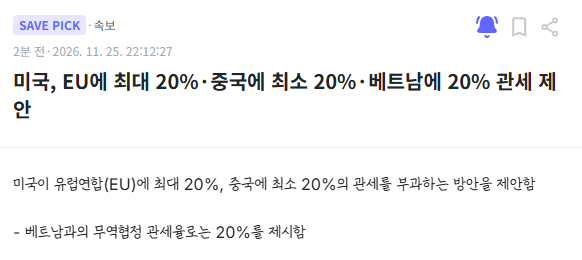 SAVE PICK · 속보
2분 전 · 2026. 11. 25. 22:12:27
미국, EU에 최대 20%·중국에 최소 20%·베트남에 20% 관세 제
안
미국이 유럽연합(EU)에 최대 20%, 중국에 최소 20%의 관세를 부과하는 방안을 제안함
- 베트남과의 무역협정 관세율로는 20%를 제시함